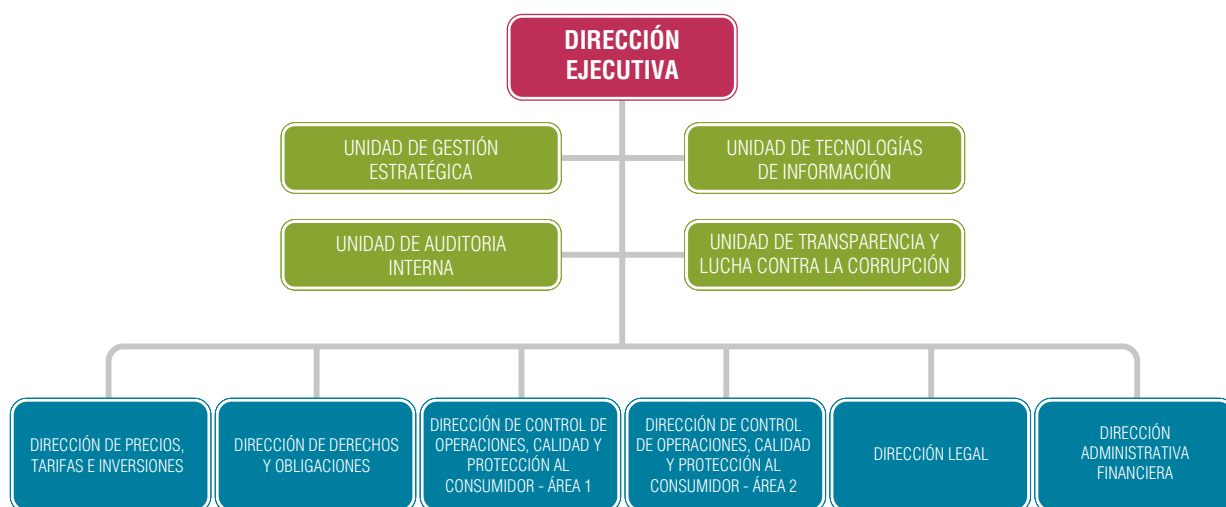 DIRECCIÓN
EJECUTIVA
UNIDAD DE GESTIÓN
ESTRATÉGICA
UNIDAD DE TECNOLOGÍAS
DE INFORMACIÓN
UNIDAD DE AUDITORIA
INTERNA
UNIDAD DE TRANSPARENCIA Y
LUCHA CONTRA LA CORRUPCIÓN
DIRECCIÓN DE PRECIOS,
TARIFAS E INVERSIONES
DIRECCIÓN DE DERECHOS
Y OBLIGACIONES
DIRECCIÓN DE CONTROL DE
OPERACIONES, CALIDAD Y
PROTECCIÓN AL
CONSUMIDOR - ÁREA 1
DIRECCIÓN DE CONTROL
DE OPERACIONES, CALIDAD
Y PROTECCIÓN AL
CONSUMIDOR - ÁREA 2
DIRECCIÓN LEGAL
DIRECCIÓN
ADMINISTRATIVA
FINANCIERA